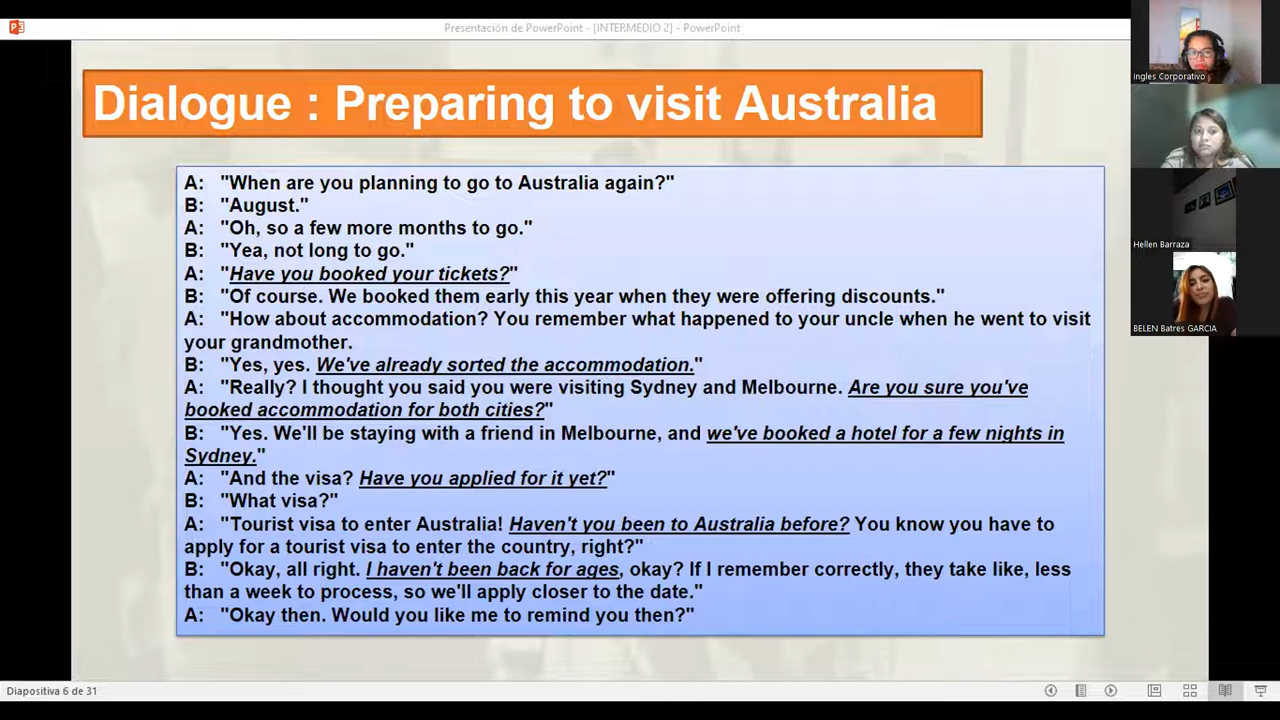 Presentación de PowerPoint - [INTERMEDIO 2] - PowerPoint
Dialogue : Preparing to visit Australia
A: "When are you planning to go to Australia again?"
B: "August."
A: "Oh, so a few more months to go."
B: "Yea, not long to go."
A: "Have you booked your tickets?"
B: "Of course. We booked them early this year when they were offering discounts."
A: "How about accommodation? You remember what happened to your uncle when he went to visit
your grandmother.
B: "Yes, yes. We've already sorted the accommodation."
A: "Really? I thought you said you were visiting Sydney and Melbourne. Are you sure you've
booked accommodation for both cities?"
B: "Yes. We'll be staying with a friend in Melbourne, and we've booked a hotel for a few nights in
Sydney."
A: "And the visa? Have you applied for it yet?"
B: "What visa?"
A: "Tourist visa to enter Australia! Haven't you been to Australia before? You know you have to
apply for a tourist visa to enter the country, right?"
B: "Okay, all right. I haven't been back for ages, okay? If I remember correctly, they take like, less
than a week to process, so we'll apply closer to the date."
A: "Okay then. Would you like me to remind you then?"
Diapositiva 6 de 31
Ingles Corporativo
Hellen Barraza
BELEN Batres GARCIA